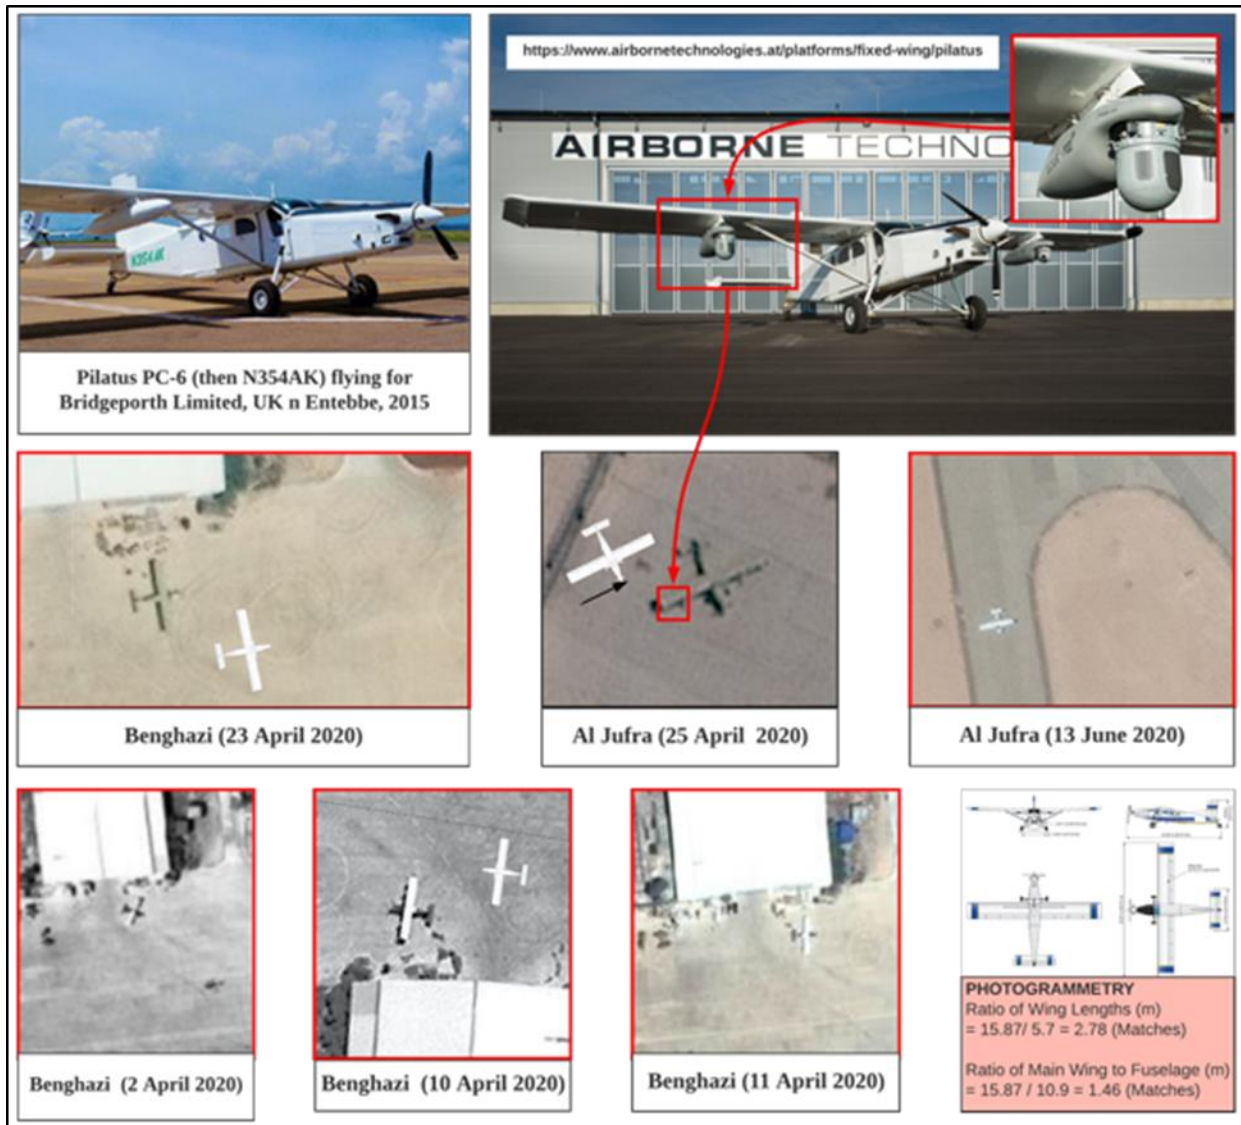 https://www.airbornetechnologies.at/platforms/fixed-wing/pilatus
AIRBORNE TECHNO
N354AK
Pilatus PC-6 (then N354AK) flying for
Bridgeporth Limited, UK n Entebbe, 2015
Benghazi (23 April 2020)
Al Jufra (25 April 2020)
Al Jufra (13 June 2020)
Benghazi (2 April 2020)
Benghazi (10 April 2020)
Benghazi (11 April 2020)
PHOTOGRAMMETRY
Ratio of Wing Lengths (m)
= 15.87/ 5.7 = 2.78 (Matches)
Ratio of Main Wing to Fuselage (m)
= 15.87 / 10.9 = 1.46 (Matches)